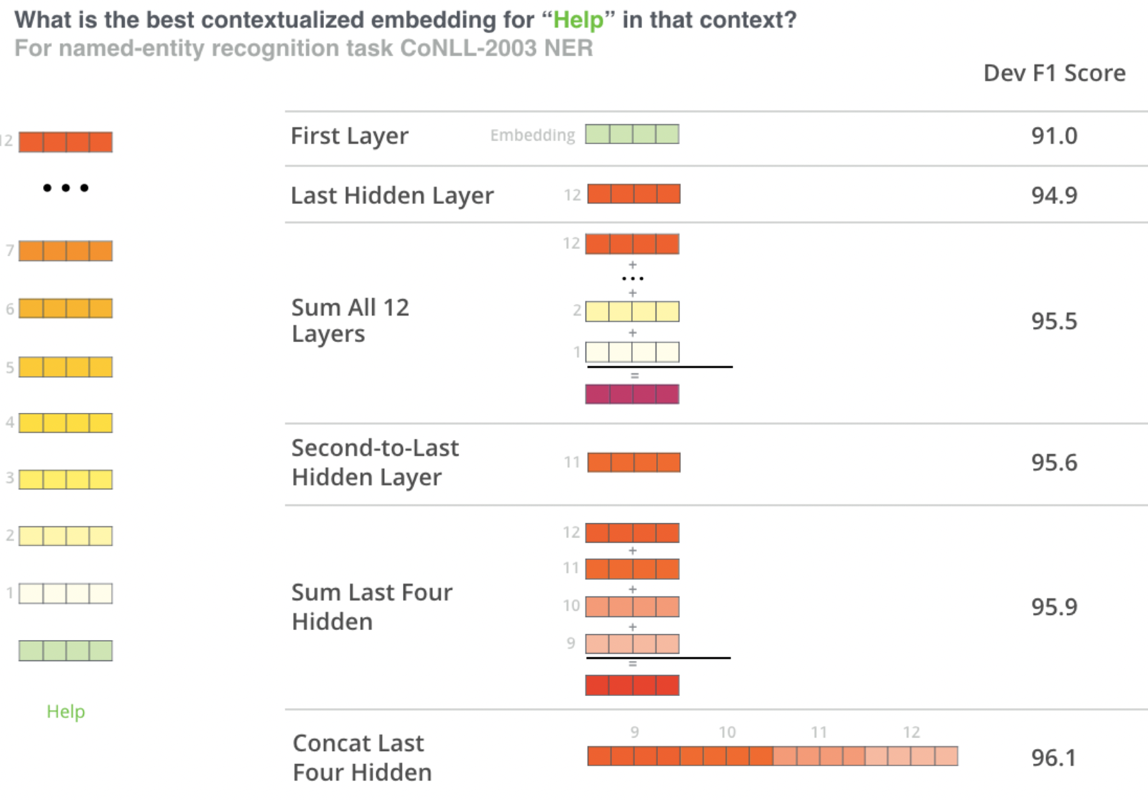 What is the best contextualized embedding for “Help” in that context?
For named-entity recognition task CoNLL-2003 NER
Dev F1 Score
12
• • •
7
6
5
4
3
2
1
Help
First Layer Embedding 91.0
Last Hidden Layer 12 94.9
12
+
...
+
Sum All 12
Layers
2
+
1
=
95.5
Second-to-Last
Hidden Layer
11
95.6
12
+
11
+
Sum Last Four
Hidden
10
+
9
=
95.9
9 10 11 12
Concat Last
Four Hidden
96.1